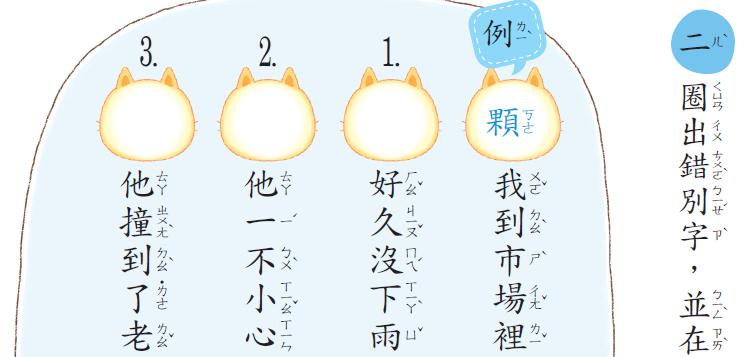 二
圈出錯別字，並在
例
顆
我到市場裡
1.
好久沒下雨
2.
他一不小心
3.
他撞到了老